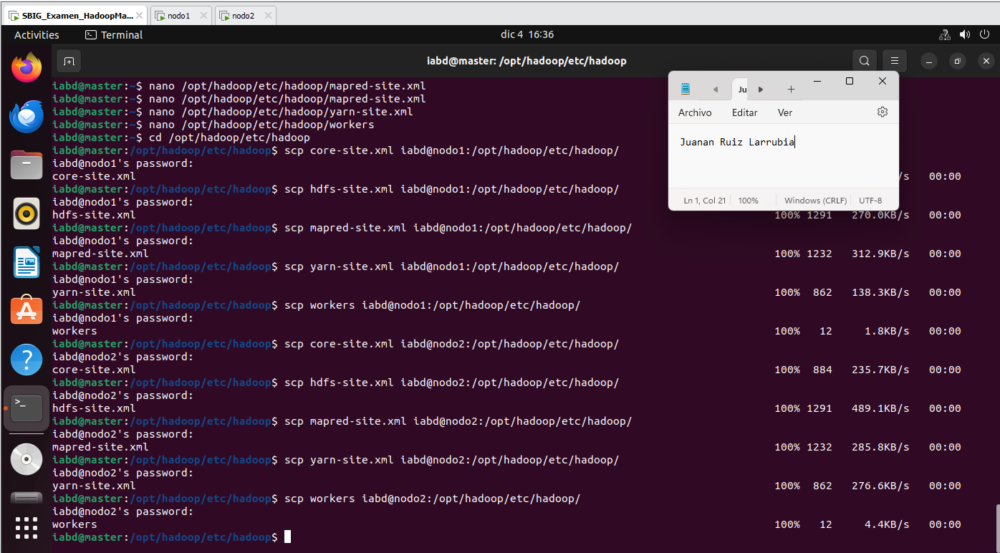 SBIG_Examen_HadoopMa...
nodo1
nodo2
Activities
Terminal
dic 4 16:36
iabd@master: /opt/hadoop/etc/hadoop
iabd@master:~$ nano /opt/hadoop/etc/hadoop/mapred-site.xml
iabd@master:~$ nano /opt/hadoop/etc/hadoop/mapred-site.xml
iabd@master:~$ nano /opt/hadoop/etc/hadoop/yarn-site.xml
iabd@master:~$ nano /opt/hadoop/etc/hadoop/workers
iabd@master:~$ cd /opt/hadoop/etc/hadoop
iabd@master:/opt/hadoop/etc/hadoop$ scp core-site.xml iabd@nodo1:/opt/hadoop/etc/hadoop/
iabd@nodo1's password:
core-site.xml /s 00:00
iabd@master:/opt/hadoop/etc/hadoop$ scp hdfs-site.xml iabd@nodo1:/opt/hadoop/etc/hadoop/
iabd@nodo1's password:
hdfs-site.xml 100% 1291 270.0KB/s 00:00
iabd@master:/opt/hadoop/etc/hadoop$ scp mapred-site.xml iabd@nodo1:/opt/hadoop/etc/hadoop/
iabd@nodo1's password:
mapred-site.xml 100% 1232 312.9KB/s 00:00
iabd@master:/opt/hadoop/etc/hadoop$ scp yarn-site.xml iabd@nodo1:/opt/hadoop/etc/hadoop/
iabd@nodo1's password:
yarn-site.xml 100% 862 138.3KB/s 00:00
iabd@master:/opt/hadoop/etc/hadoop$ scp workers iabd@nodo1:/opt/hadoop/etc/hadoop/
iabd@nodo1's password:
workers 100% 12 1.8KB/s 00:00
iabd@master:/opt/hadoop/etc/hadoop$ scp core-site.xml iabd@nodo2:/opt/hadoop/etc/hadoop/
iabd@nodo2's password:
core-site.xml 100% 884 235.7KB/s 00:00
iabd@master:/opt/hadoop/etc/hadoop$ scp hdfs-site.xml iabd@nodo2:/opt/hadoop/etc/hadoop/
iabd@nodo2's password:
hdfs-site.xml 100% 1291 489.1KB/s 00:00
iabd@master:/opt/hadoop/etc/hadoop$ scp mapred-site.xml iabd@nodo2:/opt/hadoop/etc/hadoop/
iabd@nodo2's password:
mapred-site.xml 100% 1232 285.8KB/s 00:00
iabd@master:/opt/hadoop/etc/hadoop$ scp yarn-site.xml iabd@nodo2:/opt/hadoop/etc/hadoop/
iabd@nodo2's password:
yarn-site.xml 100% 862 276.6KB/s 00:00
iabd@master:/opt/hadoop/etc/hadoop$ scp workers iabd@nodo2:/opt/hadoop/etc/hadoop/
iabd@nodo2's password:
workers 100% 12 4.4KB/s 00:00
iabd@master:/opt/hadoop/etc/hadoop$
Ju
Archivo Editar Ver
Juanan Ruiz Larrubia
Ln 1, Col 21 100% Windows (CRLF) UTF-8